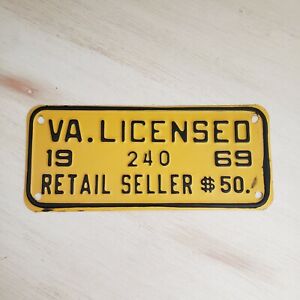 VA. LICENSED
19 240 69
RETAIL SELLER $50.